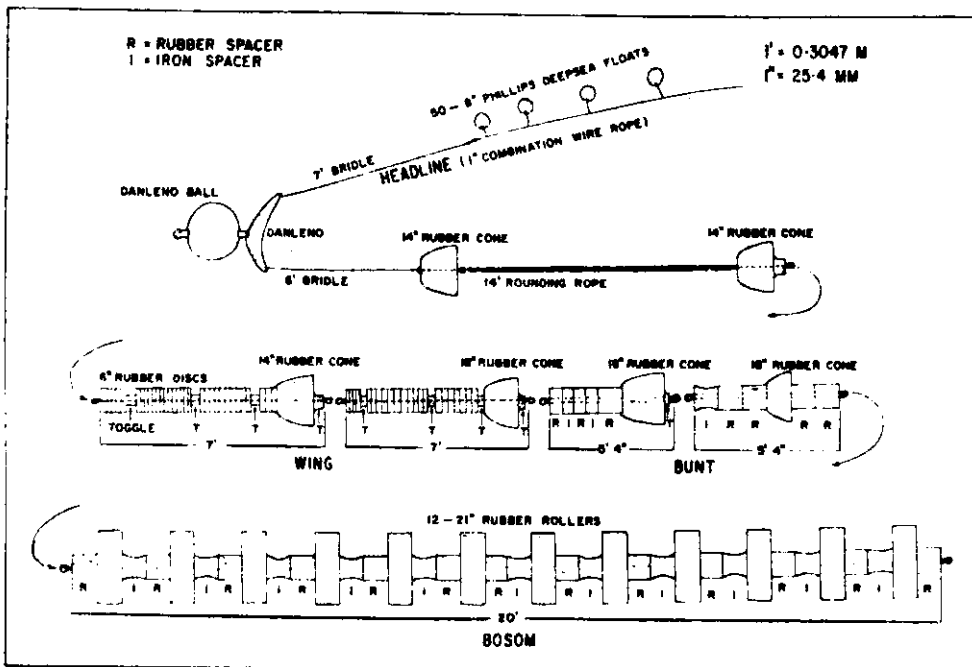 R = RUBBER SPACER
I = IRON SPACER
1' = 0·3047 M
1" = 25·4 MM
50 – 8" PHILLIPS DEEPSEA FLOATS
7' BRIDLE
HEADLINE (1" COMBINATION WIRE ROPE)
DANLENO BALL
DANLENO
14" RUBBER CONE
14" RUBBER CONE
6' BRIDLE
14' ROUNDING ROPE
14" RUBBER CONE
18" RUBBER CONE
18" RUBBER CONE
18" RUBBER CONE
6" RUBBER DISCS
TOGGLE T T T T T T T R I R I R T I R R R R
7' 7' 5' 4" 5' 4"
WING BUNT
12 – 21" RUBBER ROLLERS
R I R I R I R I R I R R I R I R I R I R I R I R
20'
BOSOM